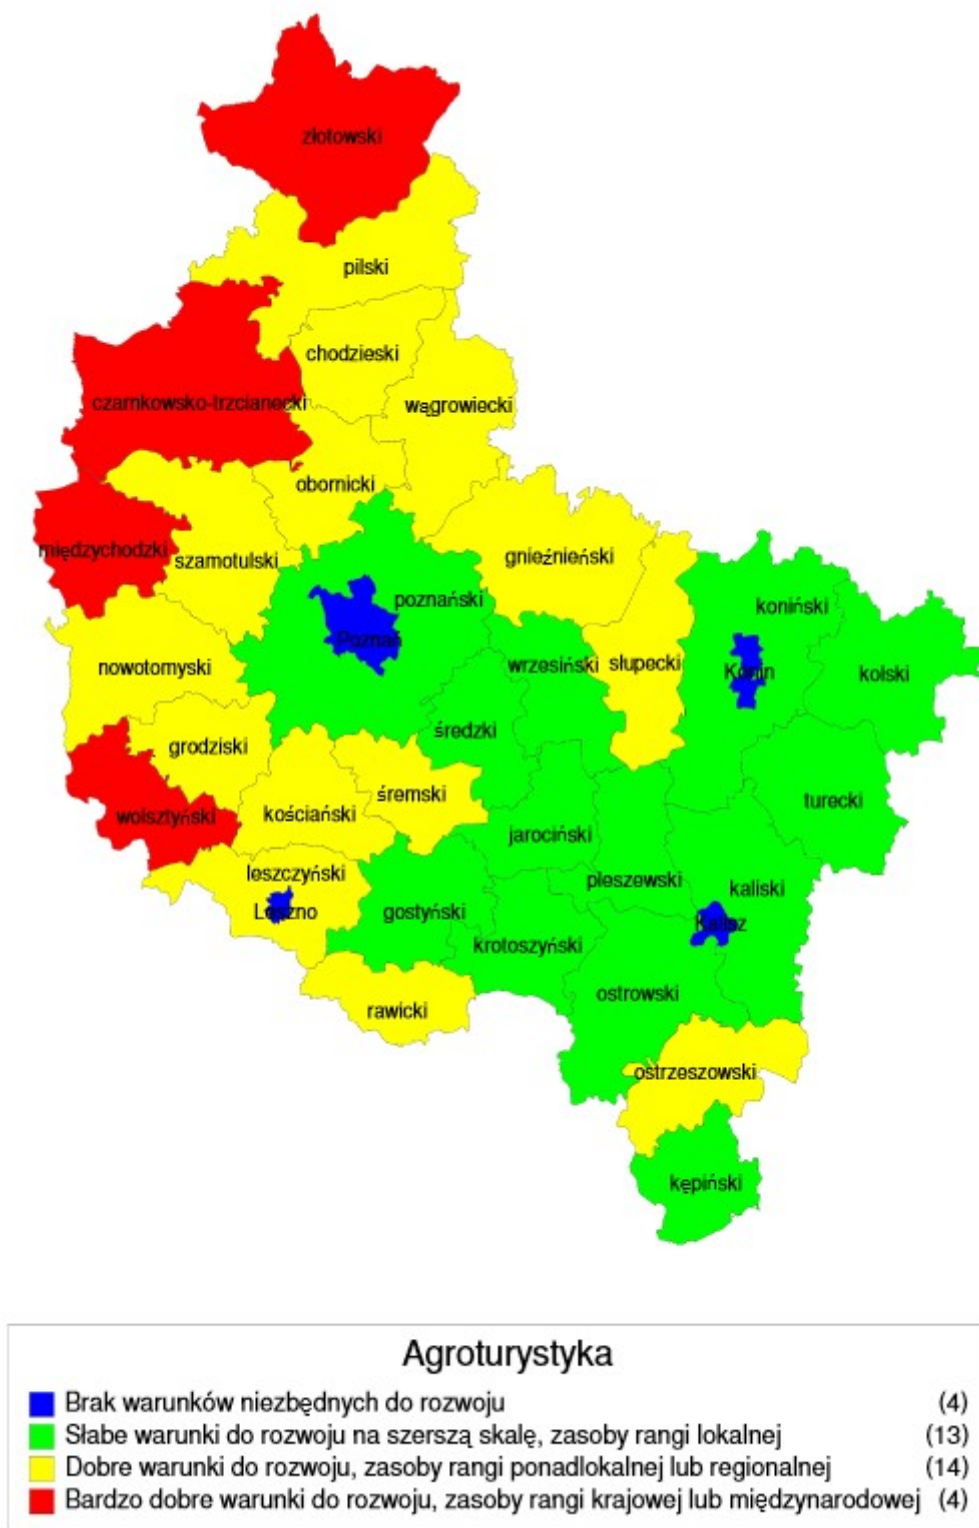 złotowski
pilski
chodzieski
czarnkowsko-trzcianecki
wągrowiecki
obornicki
międzychodzki
szamotulski
gnieźnieński
poznański
koniński
Poznań
nowotomyski
wrzesiński
słupecki
Konin
kolski
średzki
grodziski
śremski
turecki
wolsztyński
kościański
jarociński
leszczyński
pleszewski
kaliski
Leszno
gostyński
Kalisz
krotoszyński
ostrowski
rawicki
ostrzeszowski
kępiński
Agroturystyka
Brak warunków niezbędnych do rozwoju (4)
Słabe warunki do rozwoju na szerszą skalę, zasoby rangi lokalnej (13)
Dobre warunki do rozwoju, zasoby rangi ponadlokalnej lub regionalnej (14)
Bardzo dobre warunki do rozwoju, zasoby rangi krajowej lub międzynarodowej (4)